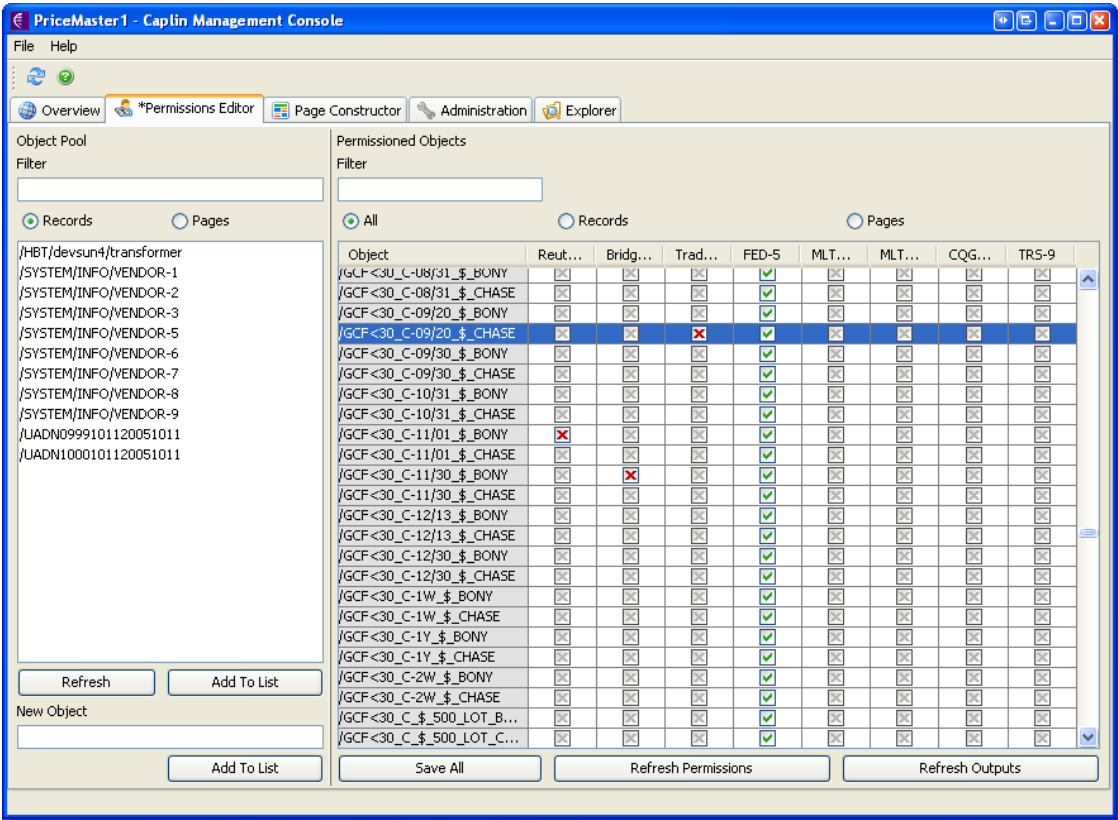 PriceMaster1 - Caplin Management Console
File Help
Overview *Permissions Editor Page Constructor Administration Explorer
Object Pool
Filter
Records Pages
/HBT/devsun4/transformer
/SYSTEM/INFO/VENDOR-1
/SYSTEM/INFO/VENDOR-2
/SYSTEM/INFO/VENDOR-3
/SYSTEM/INFO/VENDOR-5
/SYSTEM/INFO/VENDOR-6
/SYSTEM/INFO/VENDOR-7
/SYSTEM/INFO/VENDOR-8
/SYSTEM/INFO/VENDOR-9
/UADN0999101120051011
/UADN1000101120051011
Refresh Add To List
New Object
Add To List
Permissioned Objects
Filter
All Records Pages
Object Reut... Bridg... Trad... FED-5 MLT... MLT... CQG... TRS-9
/GCF<30_C-08/31_$_BONY
/GCF<30_C-08/31_$_CHASE
/GCF<30_C-09/20_$_BONY
/GCF<30_C-09/20_$_CHASE
/GCF<30_C-09/30_$_BONY
/GCF<30_C-09/30_$_CHASE
/GCF<30_C-10/31_$_BONY
/GCF<30_C-10/31_$_CHASE
/GCF<30_C-11/01_$_BONY
/GCF<30_C-11/01_$_CHASE
/GCF<30_C-11/30_$_BONY
/GCF<30_C-11/30_$_CHASE
/GCF<30_C-12/13_$_BONY
/GCF<30_C-12/13_$_CHASE
/GCF<30_C-12/30_$_BONY
/GCF<30_C-12/30_$_CHASE
/GCF<30_C-1W_$_BONY
/GCF<30_C-1W_$_CHASE
/GCF<30_C-1Y_$_BONY
/GCF<30_C-1Y_$_CHASE
/GCF<30_C-2W_$_BONY
/GCF<30_C-2W_$_CHASE
/GCF<30_C_$_500_LOT_B...
/GCF<30_C_$_500_LOT_C...
Save All Refresh Permissions Refresh Outputs